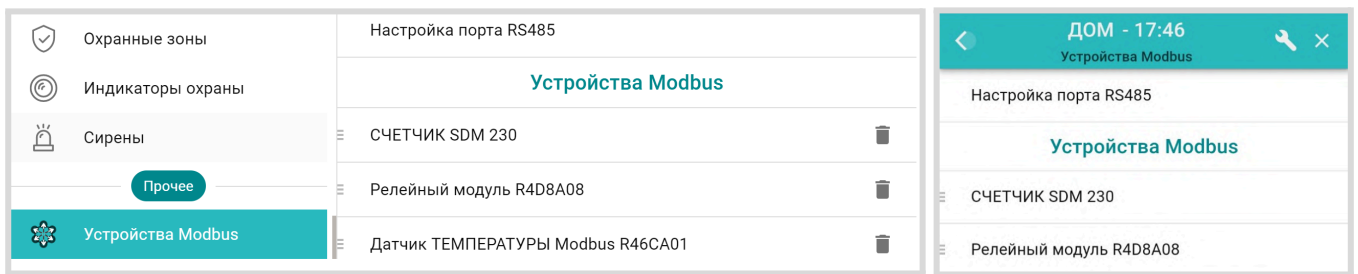 Охранные зоны
Индикаторы охраны
Сирены
Прочее
Устройства Modbus
Настройка порта RS485
Устройства Modbus
СЧЕТЧИК SDM 230
Релейный модуль R4D8A08
Датчик ТЕМПЕРАТУРЫ Modbus R46CA01
ДОМ - 17:46
Устройства Modbus
Настройка порта RS485
Устройства Modbus
СЧЕТЧИК SDM 230
Релейный модуль R4D8A08